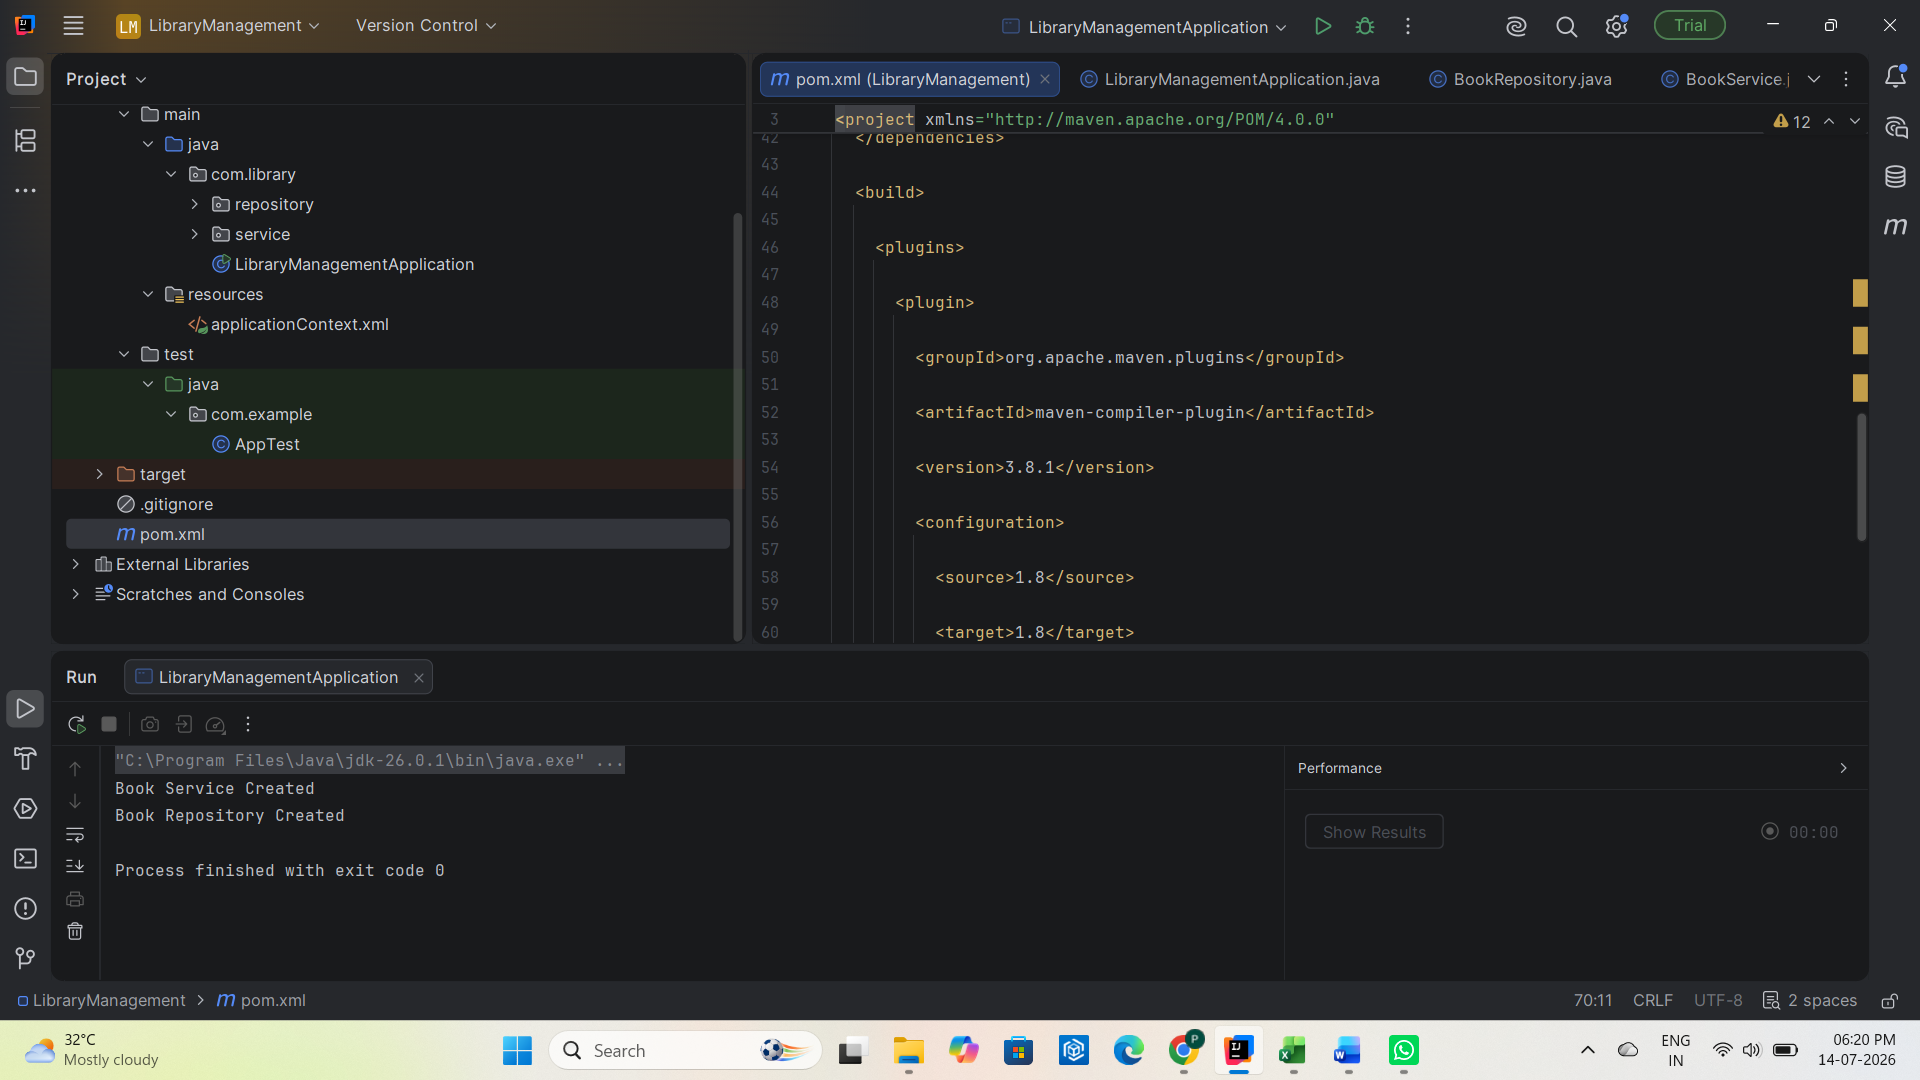 LM LibraryManagement
Version Control
LibraryManagementApplication
Trial
Project
main
java
com.library
repository
service
LibraryManagementApplication
resources
applicationContext.xml
test
java
com.example
AppTest
target
.gitignore
pom.xml
External Libraries
Scratches and Consoles
pom.xml (LibraryManagement)
LibraryManagementApplication.java
BookRepository.java
BookService.j
12
3 <project xmlns="http://maven.apache.org/POM/4.0.0"
42 </dependencies>
43
44 <build>
45
46 <plugins>
47
48 <plugin>
49
50 <groupId>org.apache.maven.plugins</groupId>
51
52 <artifactId>maven-compiler-plugin</artifactId>
53
54 <version>3.8.1</version>
55
56 <configuration>
57
58 <source>1.8</source>
59
60 <target>1.8</target>
Run
LibraryManagementApplication
"C:\Program Files\Java\jdk-26.0.1\bin\java.exe" ...
Book Service Created
Book Repository Created
Process finished with exit code 0
Performance
Show Results
00:00
LibraryManagement > pom.xml
70:11 CRLF UTF-8 2 spaces
32°C
Mostly cloudy
Search
ENG
IN
06:20 PM
14-07-2026